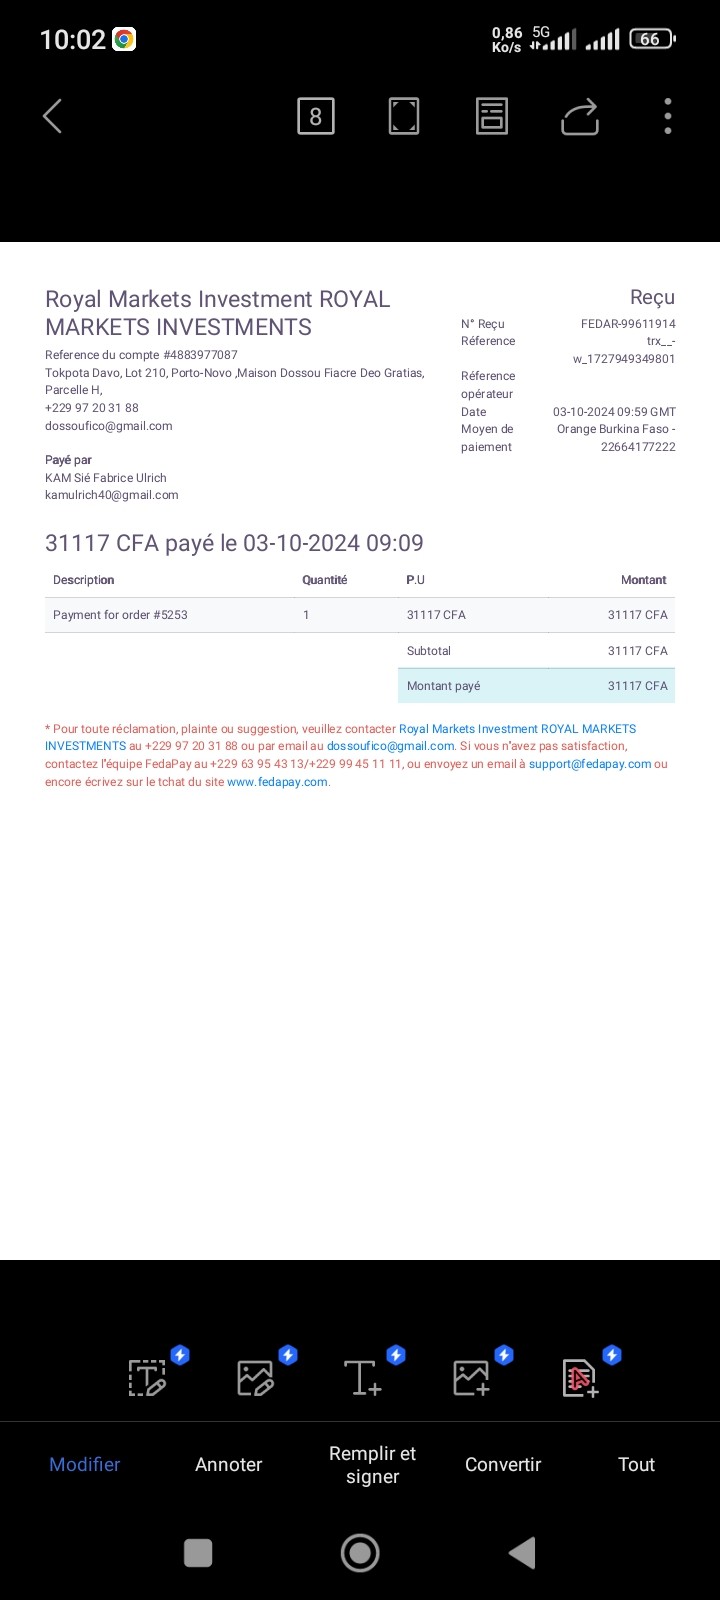 10:02
0,86 Ko/s 5G 66
8
Royal Markets Investment ROYAL
MARKETS INVESTMENTS
Reference du compte #4883977087
Tokpota Davo, Lot 210, Porto-Novo ,Maison Dossou Fiacre Deo Gratias,
Parcelle H,
+229 97 20 31 88
dossoufico@gmail.com
Payé par
KAM Sié Fabrice Ulrich
kamulrich40@gmail.com
Reçu
N° Reçu FEDAR-99611914
Réference trx__-
w_1727949349801
Réference
opérateur
Date 03-10-2024 09:59 GMT
Moyen de Orange Burkina Faso -
paiement 22664177222
31117 CFA payé le 03-10-2024 09:09
Description Quantité P.U Montant
Payment for order #5253 1 31117 CFA 31117 CFA
Subtotal 31117 CFA
Montant payé 31117 CFA
* Pour toute réclamation, plainte ou suggestion, veuillez contacter Royal Markets Investment ROYAL MARKETS
INVESTMENTS au +229 97 20 31 88 ou par email au dossoufico@gmail.com. Si vous n'avez pas satisfaction,
contactez l'équipe FedaPay au +229 63 95 43 13/+229 99 45 11 11, ou envoyez un email à support@fedapay.com ou
encore écrivez sur le tchat du site www.fedapay.com.
Modifier Annoter Remplir et signer Convertir Tout